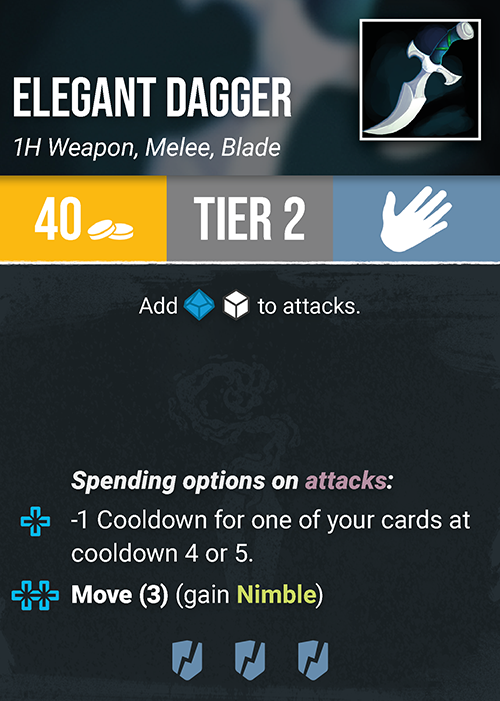 ELEGANT DAGGER
1H Weapon, Melee, Blade
40
TIER 2
Add to attacks.
Spending options on attacks:
-1 Cooldown for one of your cards at
cooldown 4 or 5.
Move (3) (gain Nimble)